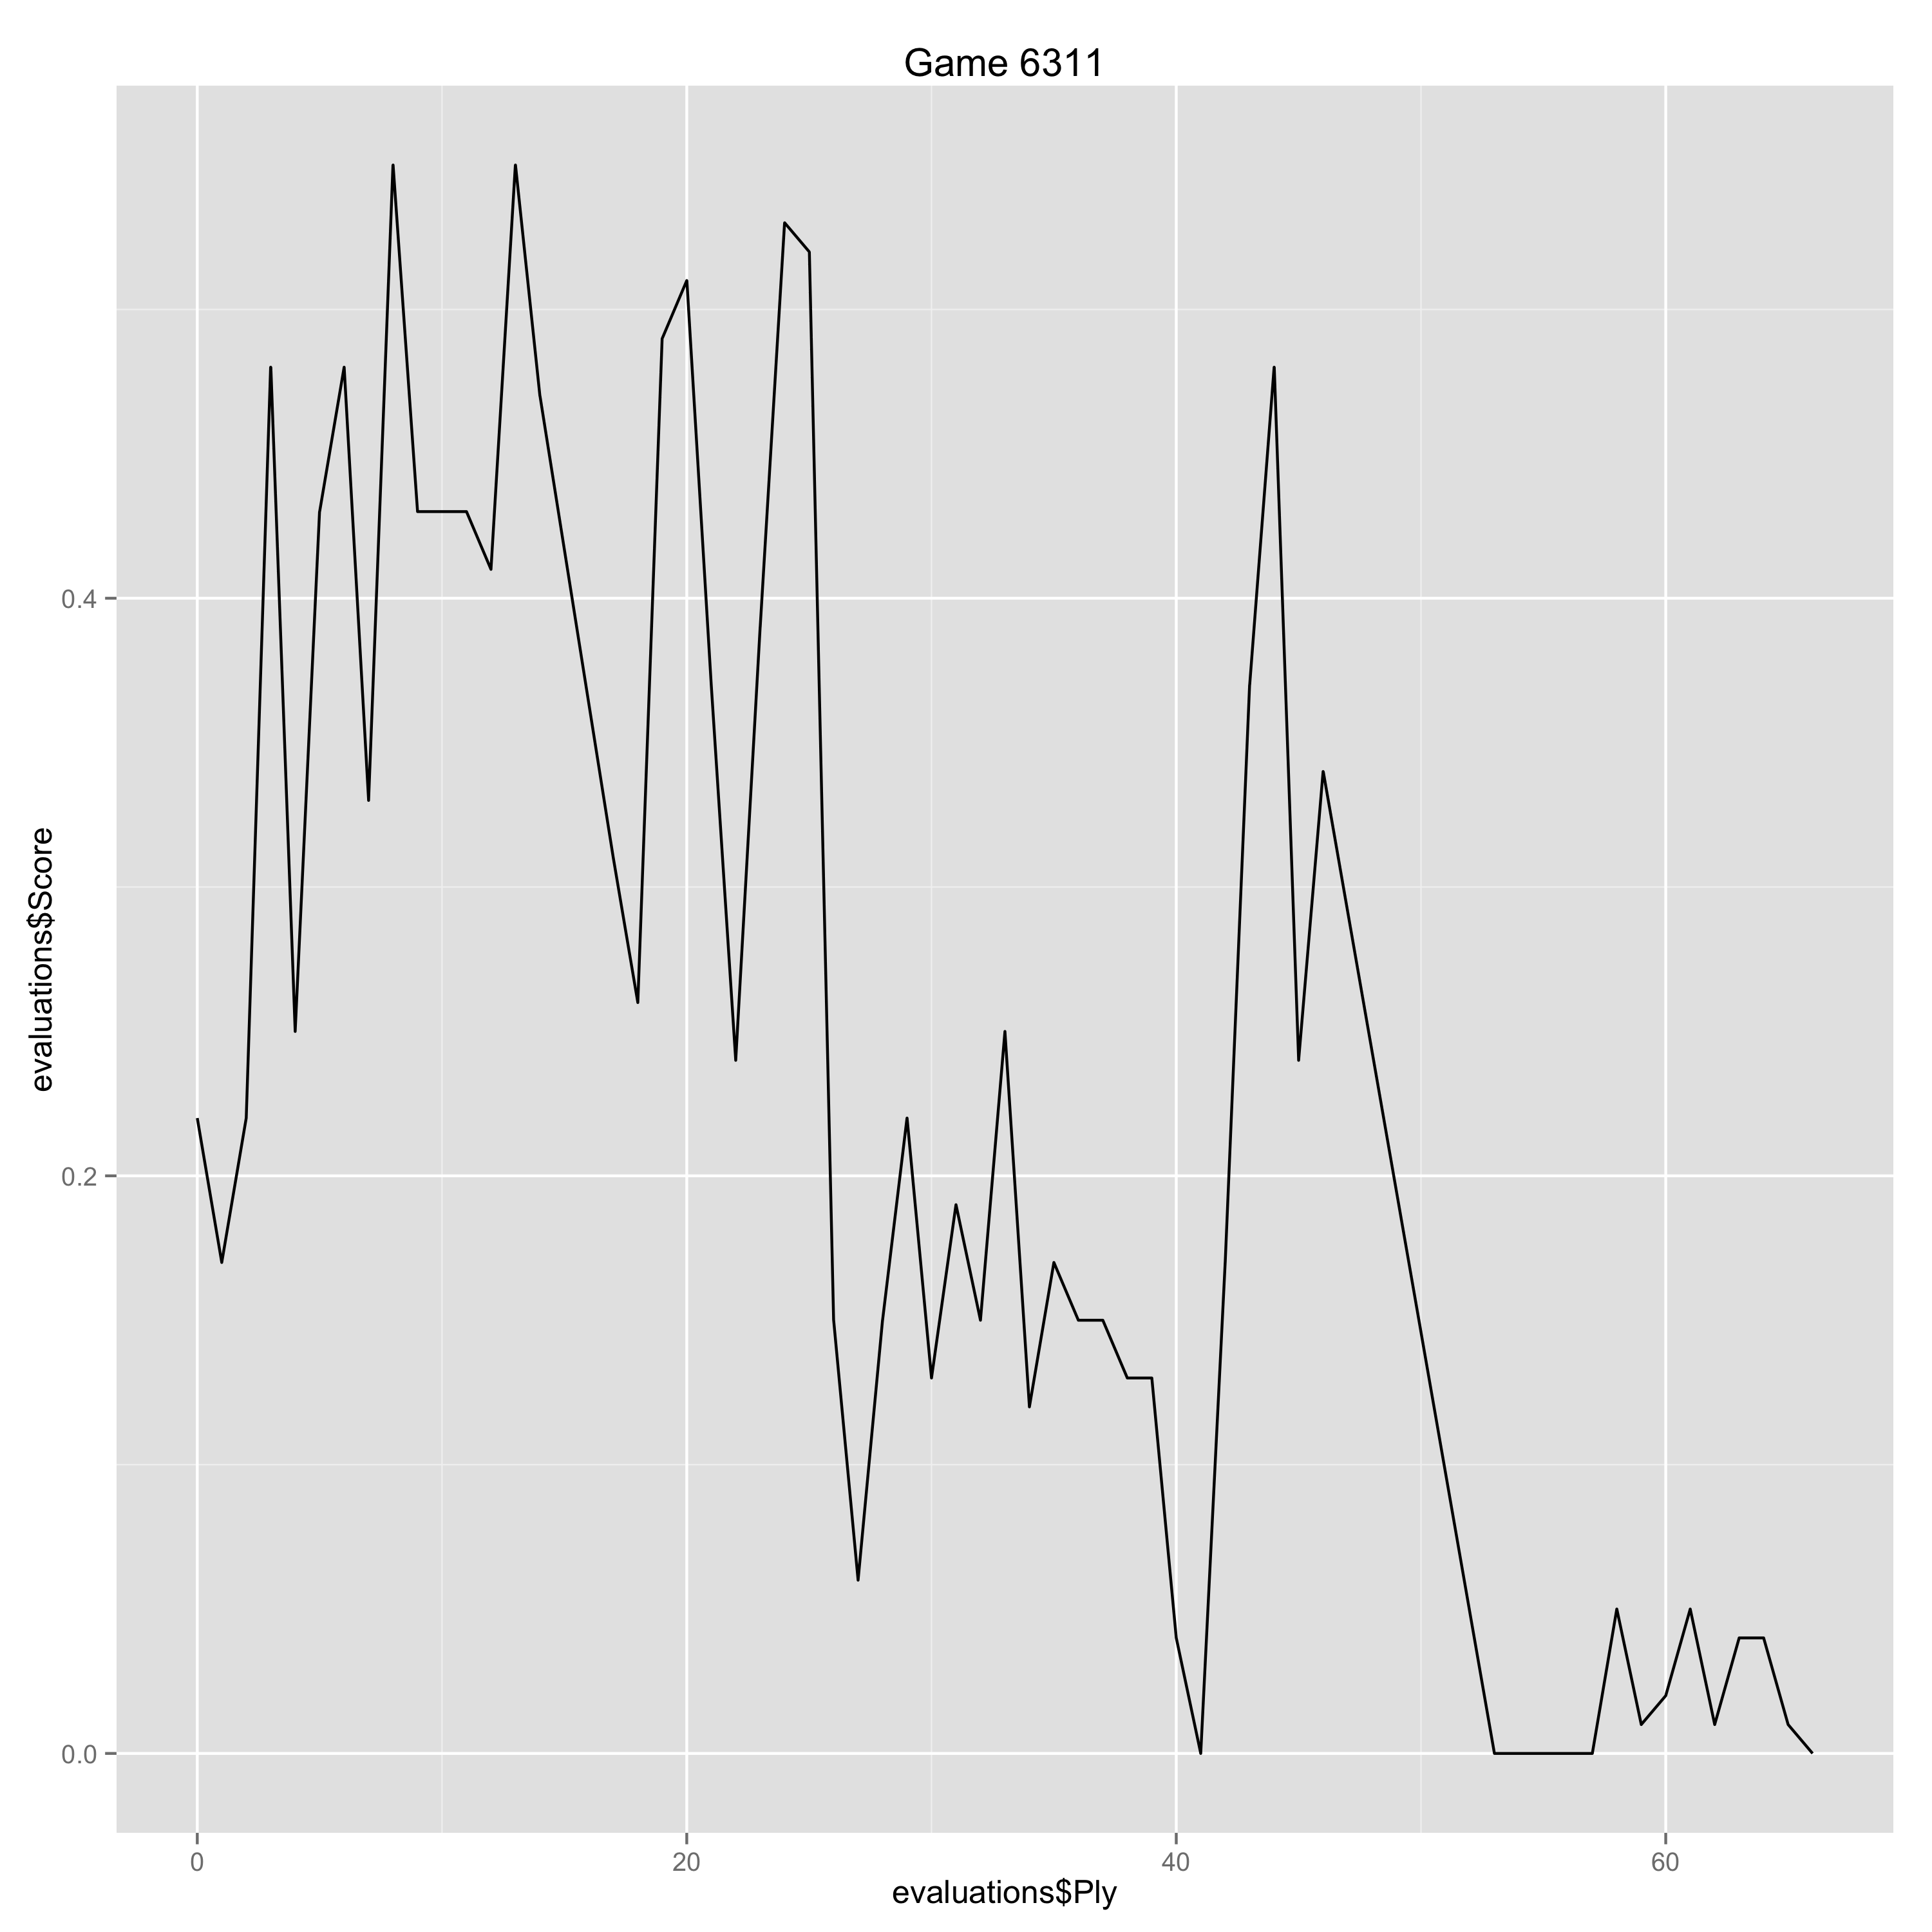 Game 6311
evaluations$Score
0.4
0.2
0.0
0 20 40 60
evaluations$Ply